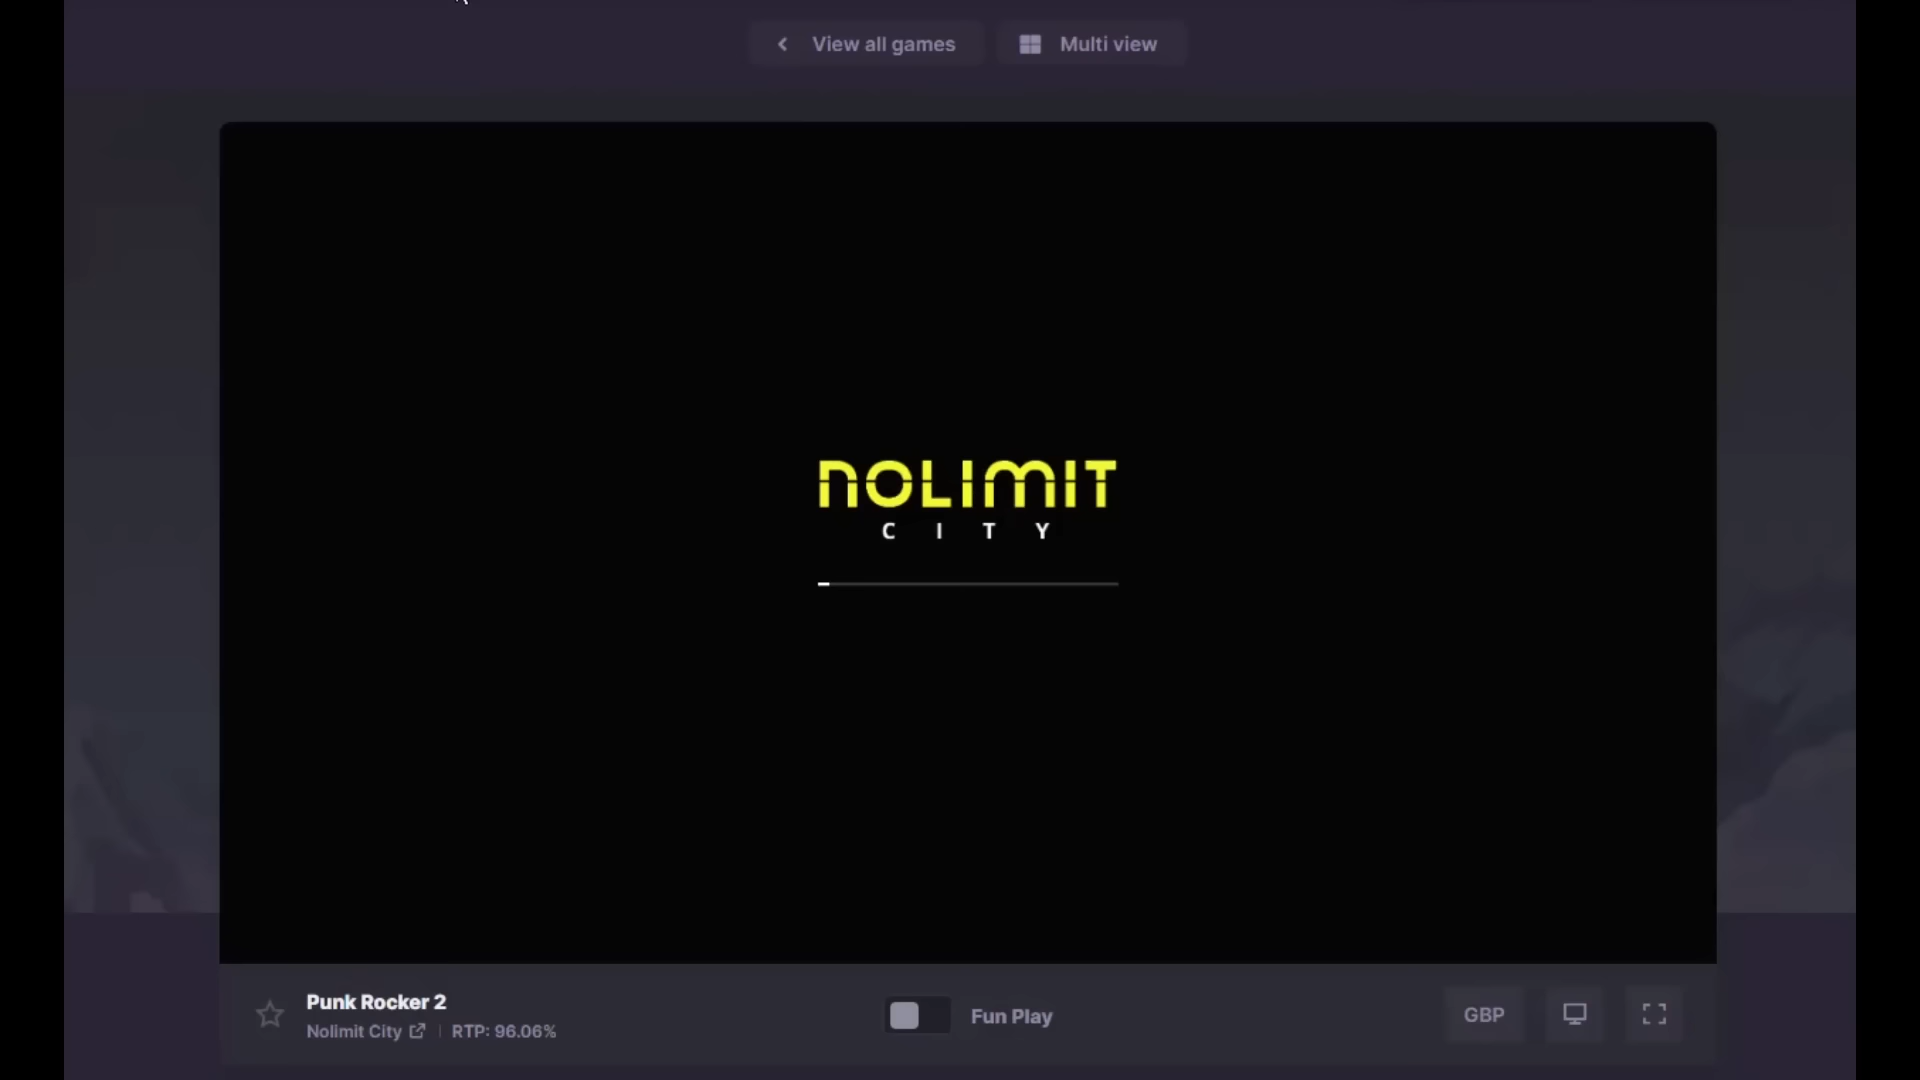 View all games
Multi view
NOLIMIT
CITY
Punk Rocker 2
Nolimit City | RTP: 96.06%
Fun Play
GBP